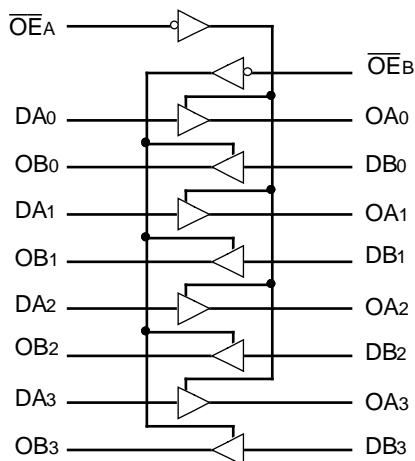 OEA
OEB
DA0 OA0
OB0 DB0
DA1 OA1
OB1 DB1
DA2 OA2
OB2 DB2
DA3 OA3
OB3 DB3